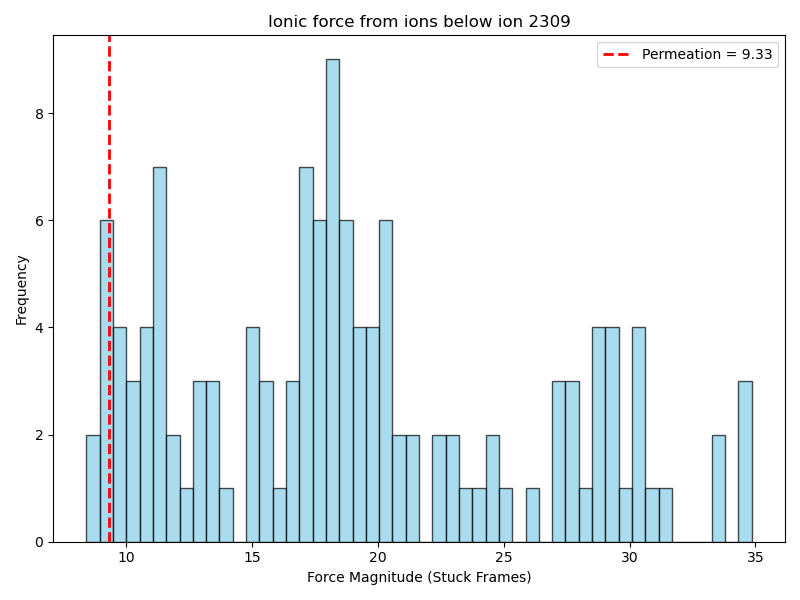 Ionic force from ions below ion 2309
Permeation = 9.33
Frequency
8
6
4
2
0
10 15 20 25 30 35
Force Magnitude (Stuck Frames)